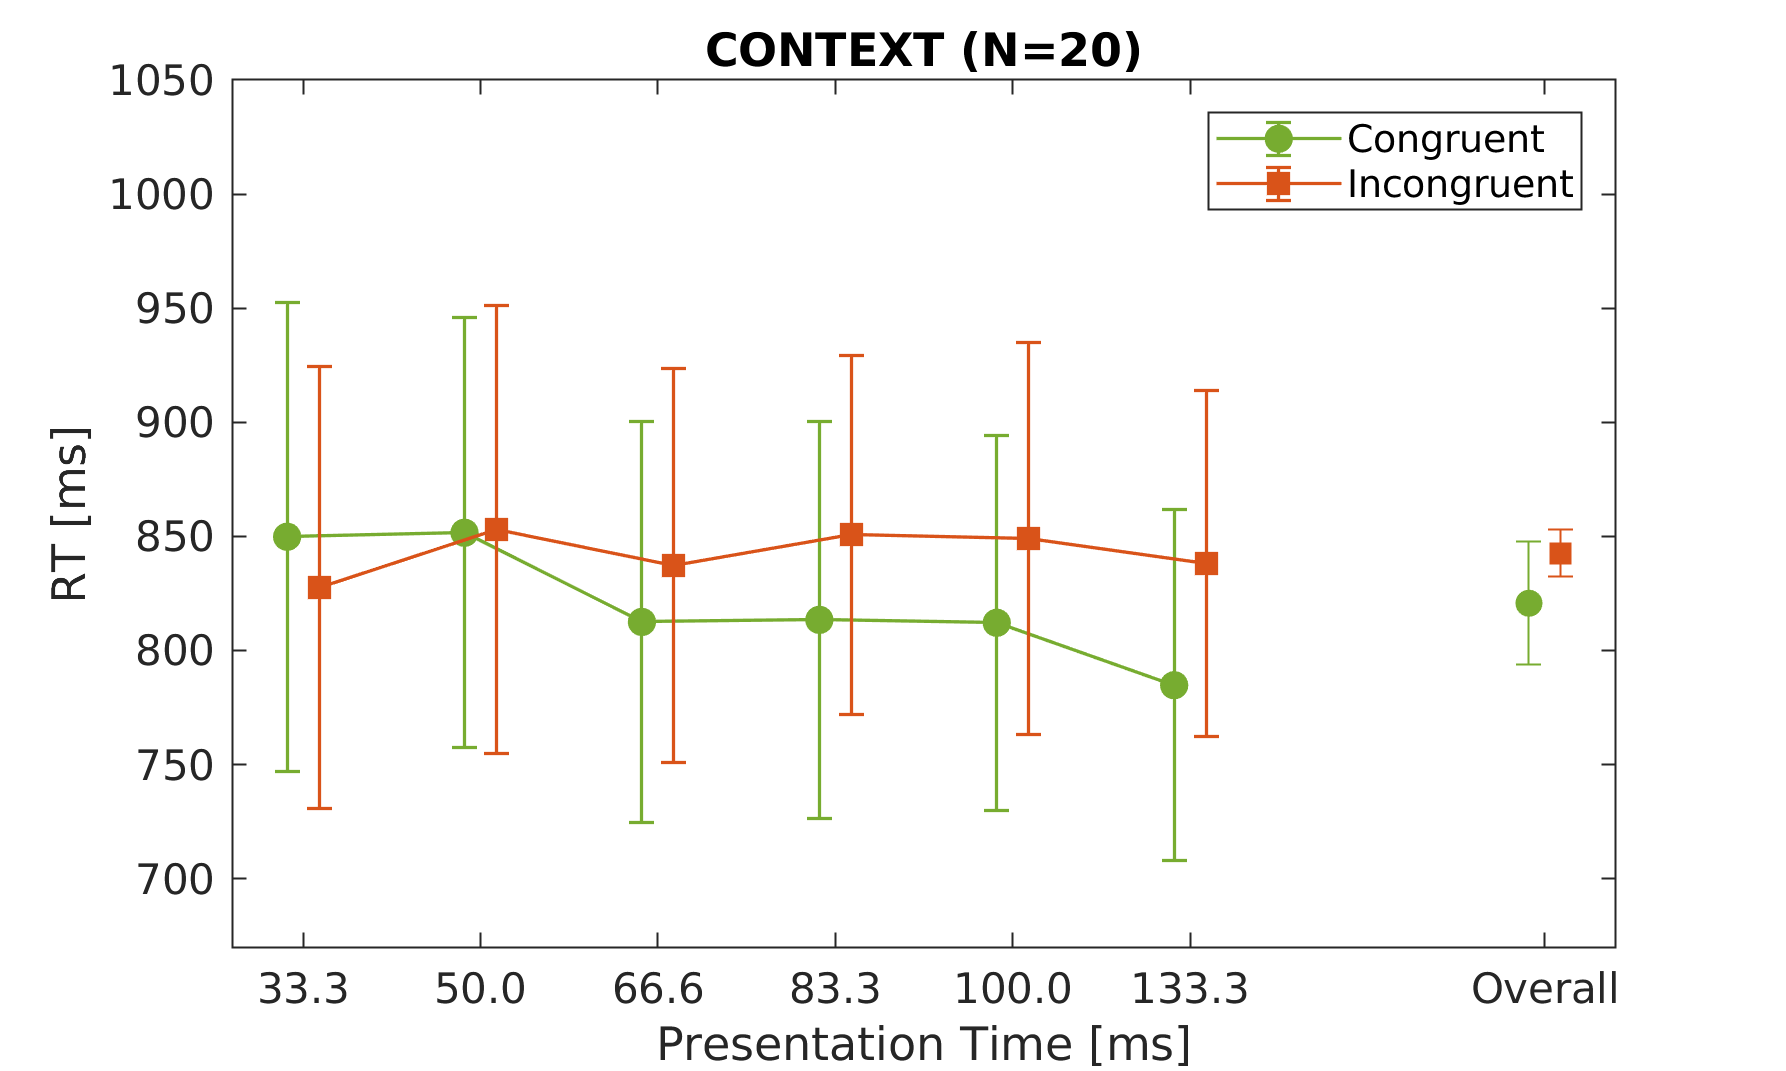 CONTEXT (N=20)
1050
1000
950
900
850
800
750
700
RT [ms]
Congruent
Incongruent
33.3 50.0 66.6 83.3 100.0 133.3 Overall
Presentation Time [ms]